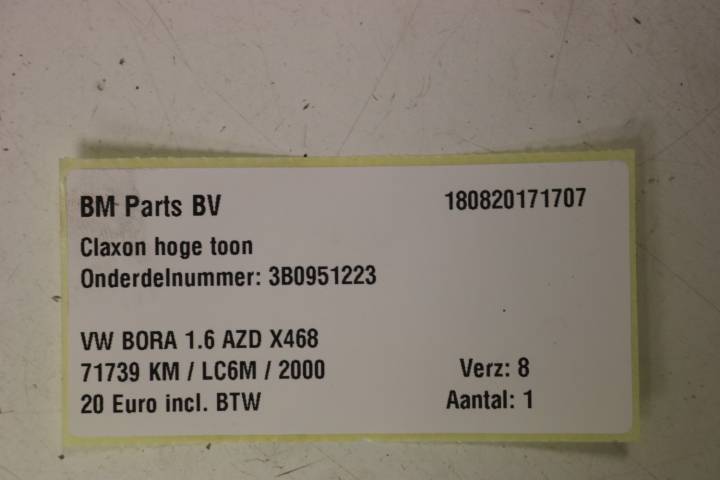 BM Parts BV 180820171707
Claxon hoge toon
Onderdelnummer: 3B0951223
VW BORA 1.6 AZD X468
71739 KM / LC6M / 2000 Verz: 8
20 Euro incl. BTW Aantal: 1